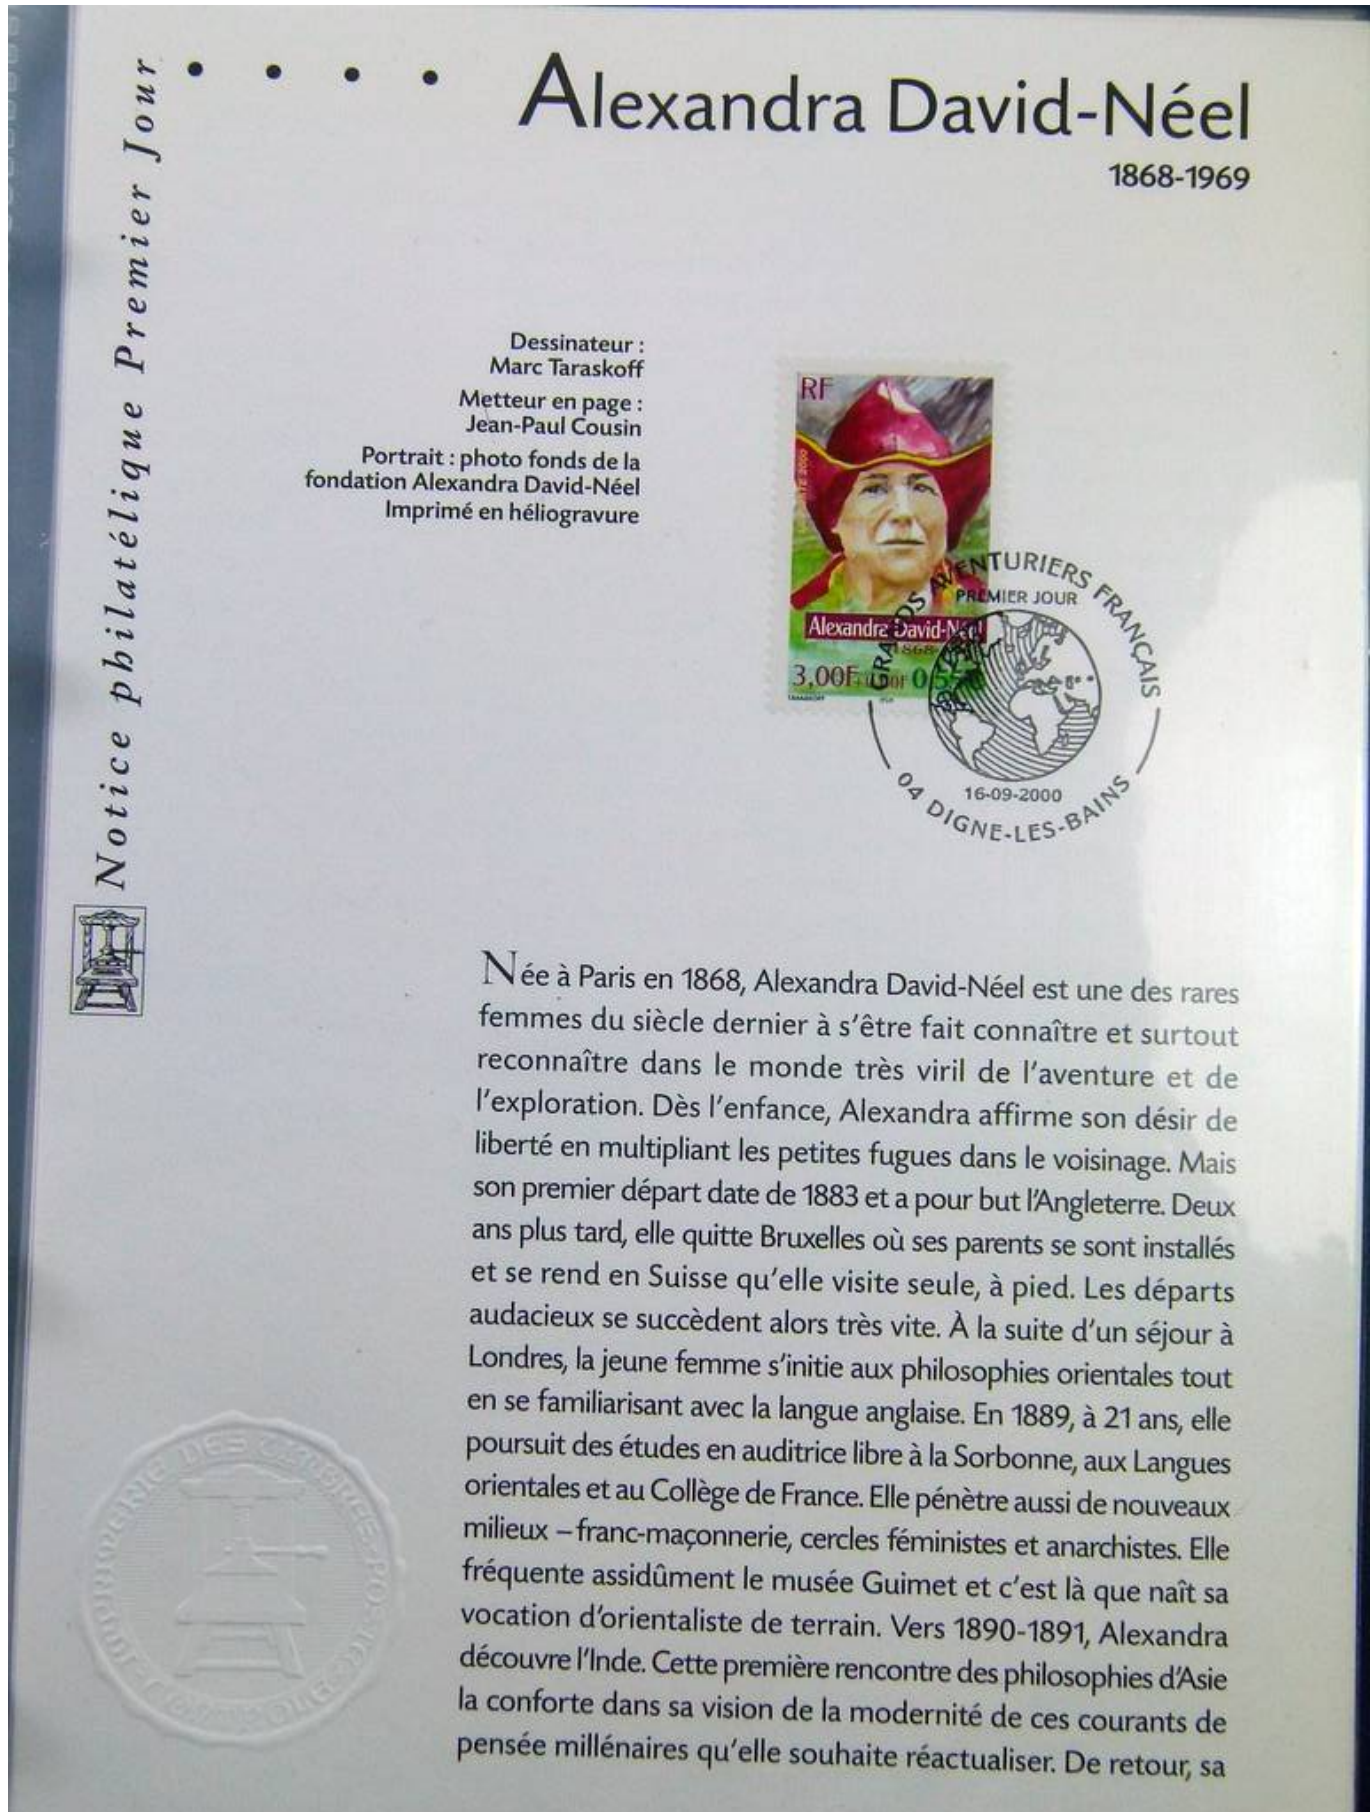 Notice philatélique Premier Jour
Alexandra David-Néel
1868-1969
Dessinateur :
Marc Taraskoff
Metteur en page :
Jean-Paul Cousin
Portrait : photo fonds de la
fondation Alexandra David-Néel
Imprimé en héliogravure
RF
Alexandra David-Néel
1868-
3,00F
GRANDS AVENTURIERS FRANÇAIS
PREMIER JOUR
16-09-2000
04 DIGNE-LES-BAINS
Née à Paris en 1868, Alexandra David-Néel est une des rares
femmes du siècle dernier à s'être fait connaître et surtout
reconnaître dans le monde très viril de l'aventure et de
l'exploration. Dès l'enfance, Alexandra affirme son désir de
liberté en multipliant les petites fugues dans le voisinage. Mais
son premier départ date de 1883 et a pour but l'Angleterre. Deux
ans plus tard, elle quitte Bruxelles où ses parents se sont installés
et se rend en Suisse qu'elle visite seule, à pied. Les départs
audacieux se succèdent alors très vite. À la suite d'un séjour à
Londres, la jeune femme s'initie aux philosophies orientales tout
en se familiarisant avec la langue anglaise. En 1889, à 21 ans, elle
poursuit des études en auditrice libre à la Sorbonne, aux Langues
orientales et au Collège de France. Elle pénètre aussi de nouveaux
milieux – franc-maçonnerie, cercles féministes et anarchistes. Elle
fréquente assidûment le musée Guimet et c'est là que naît sa
vocation d'orientaliste de terrain. Vers 1890-1891, Alexandra
découvre l'Inde. Cette première rencontre des philosophies d'Asie
la conforte dans sa vision de la modernité de ces courants de
pensée millénaires qu'elle souhaite réactualiser. De retour, sa
IMPRIMERIE DES TIMBRES-POSTE